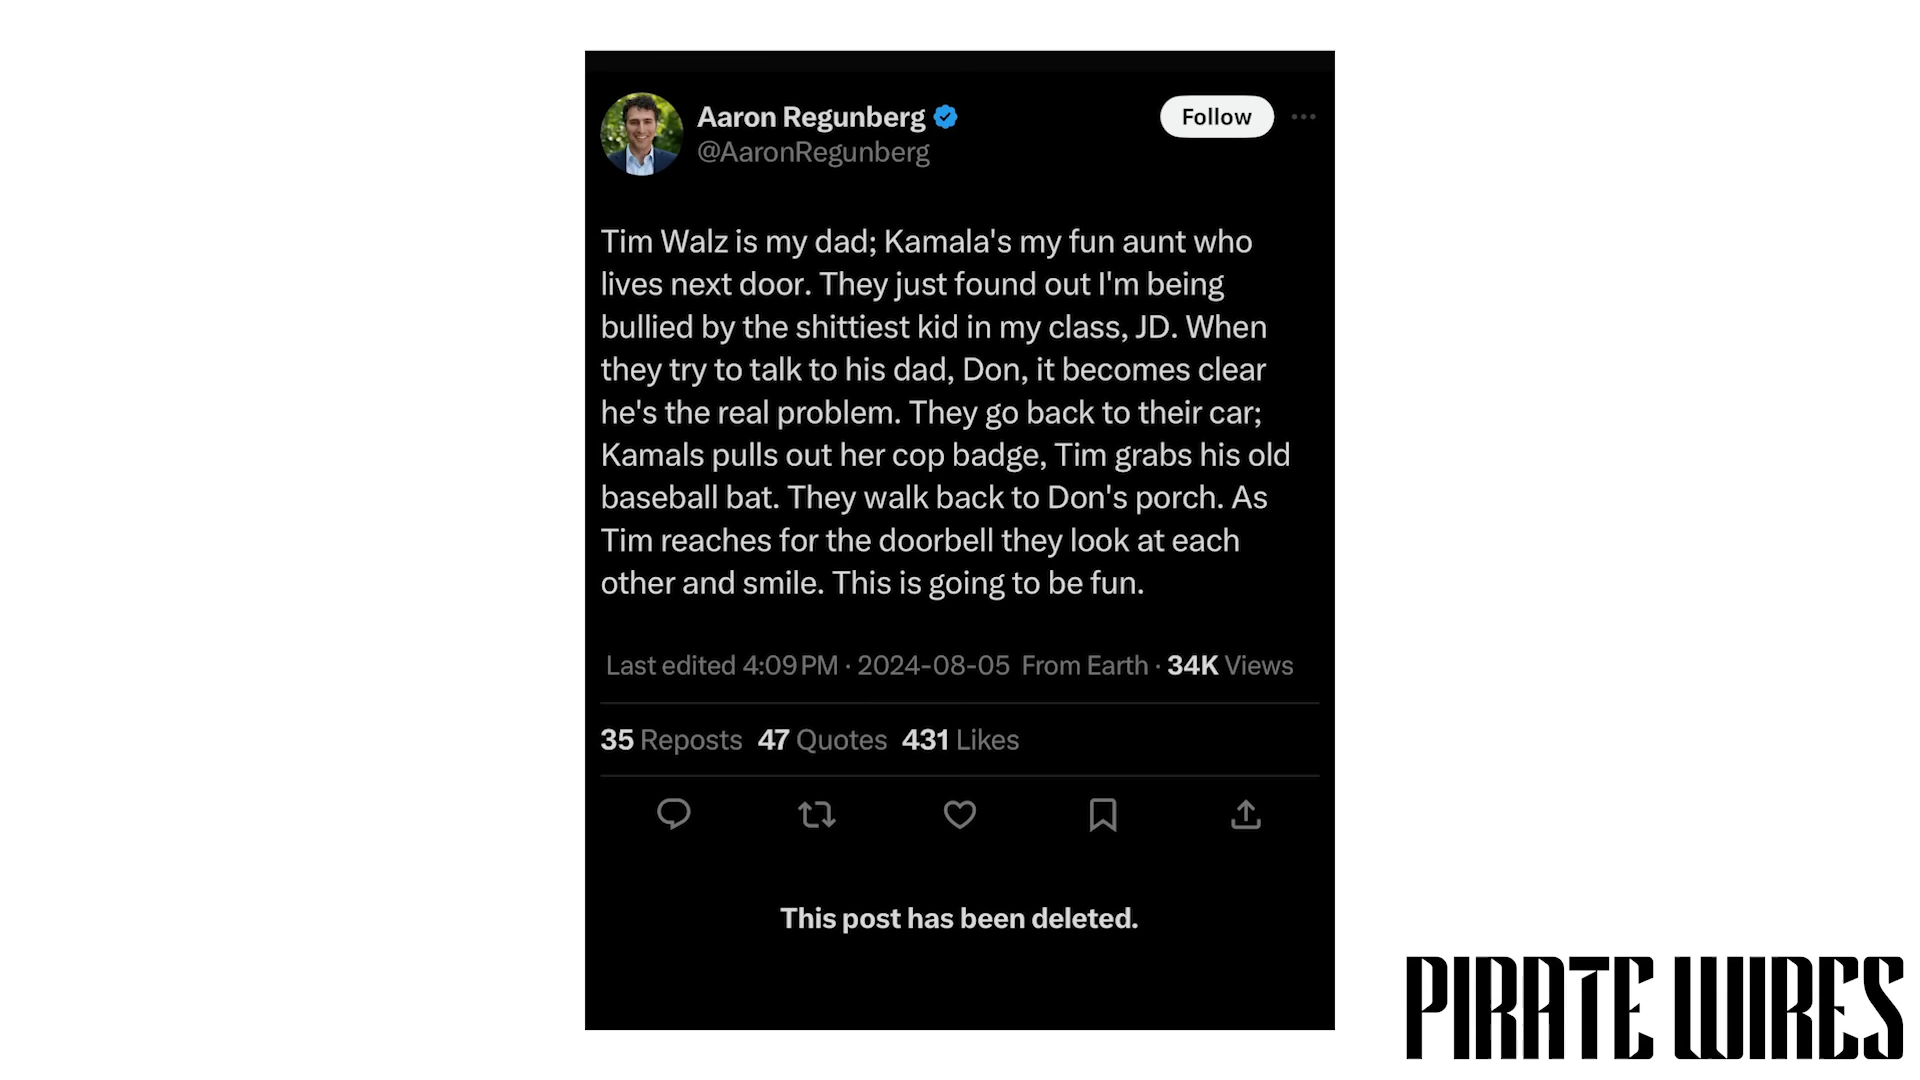 Aaron Regunberg
@AaronRegunberg
Follow
Tim Walz is my dad; Kamala's my fun aunt who
lives next door. They just found out I'm being
bullied by the shittiest kid in my class, JD. When
they try to talk to his dad, Don, it becomes clear
he's the real problem. They go back to their car;
Kamals pulls out her cop badge, Tim grabs his old
baseball bat. They walk back to Don's porch. As
Tim reaches for the doorbell they look at each
other and smile. This is going to be fun.
Last edited 4:09 PM · 2024-08-05 From Earth · 34K Views
35 Reposts 47 Quotes 431 Likes
This post has been deleted.
PIRATE WIRES